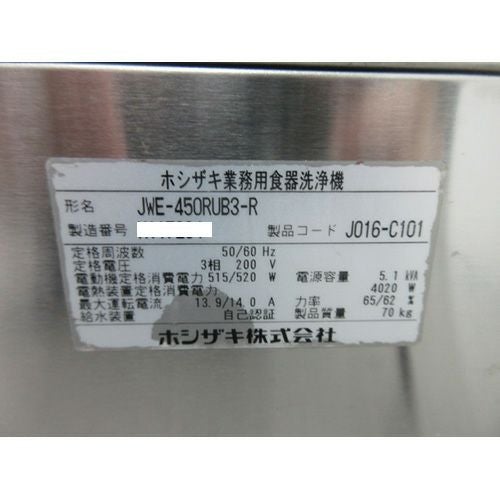 ホシザキ業務用食器洗浄機
形名 JWE-450RUB3-R
製造番号 製品コード J016-C101
定格周波数 50/60 Hz
定格電圧 3相 200 V
電動機定格消費電力 515/520 W 電源容量 5.1 kVA
電熱装置定格消費電力 4020 W
最大運転電流 13.9/14.0 A 力率 65/62 %
給水装置 自己認証 製品質量 70 kg
ホシザキ株式会社